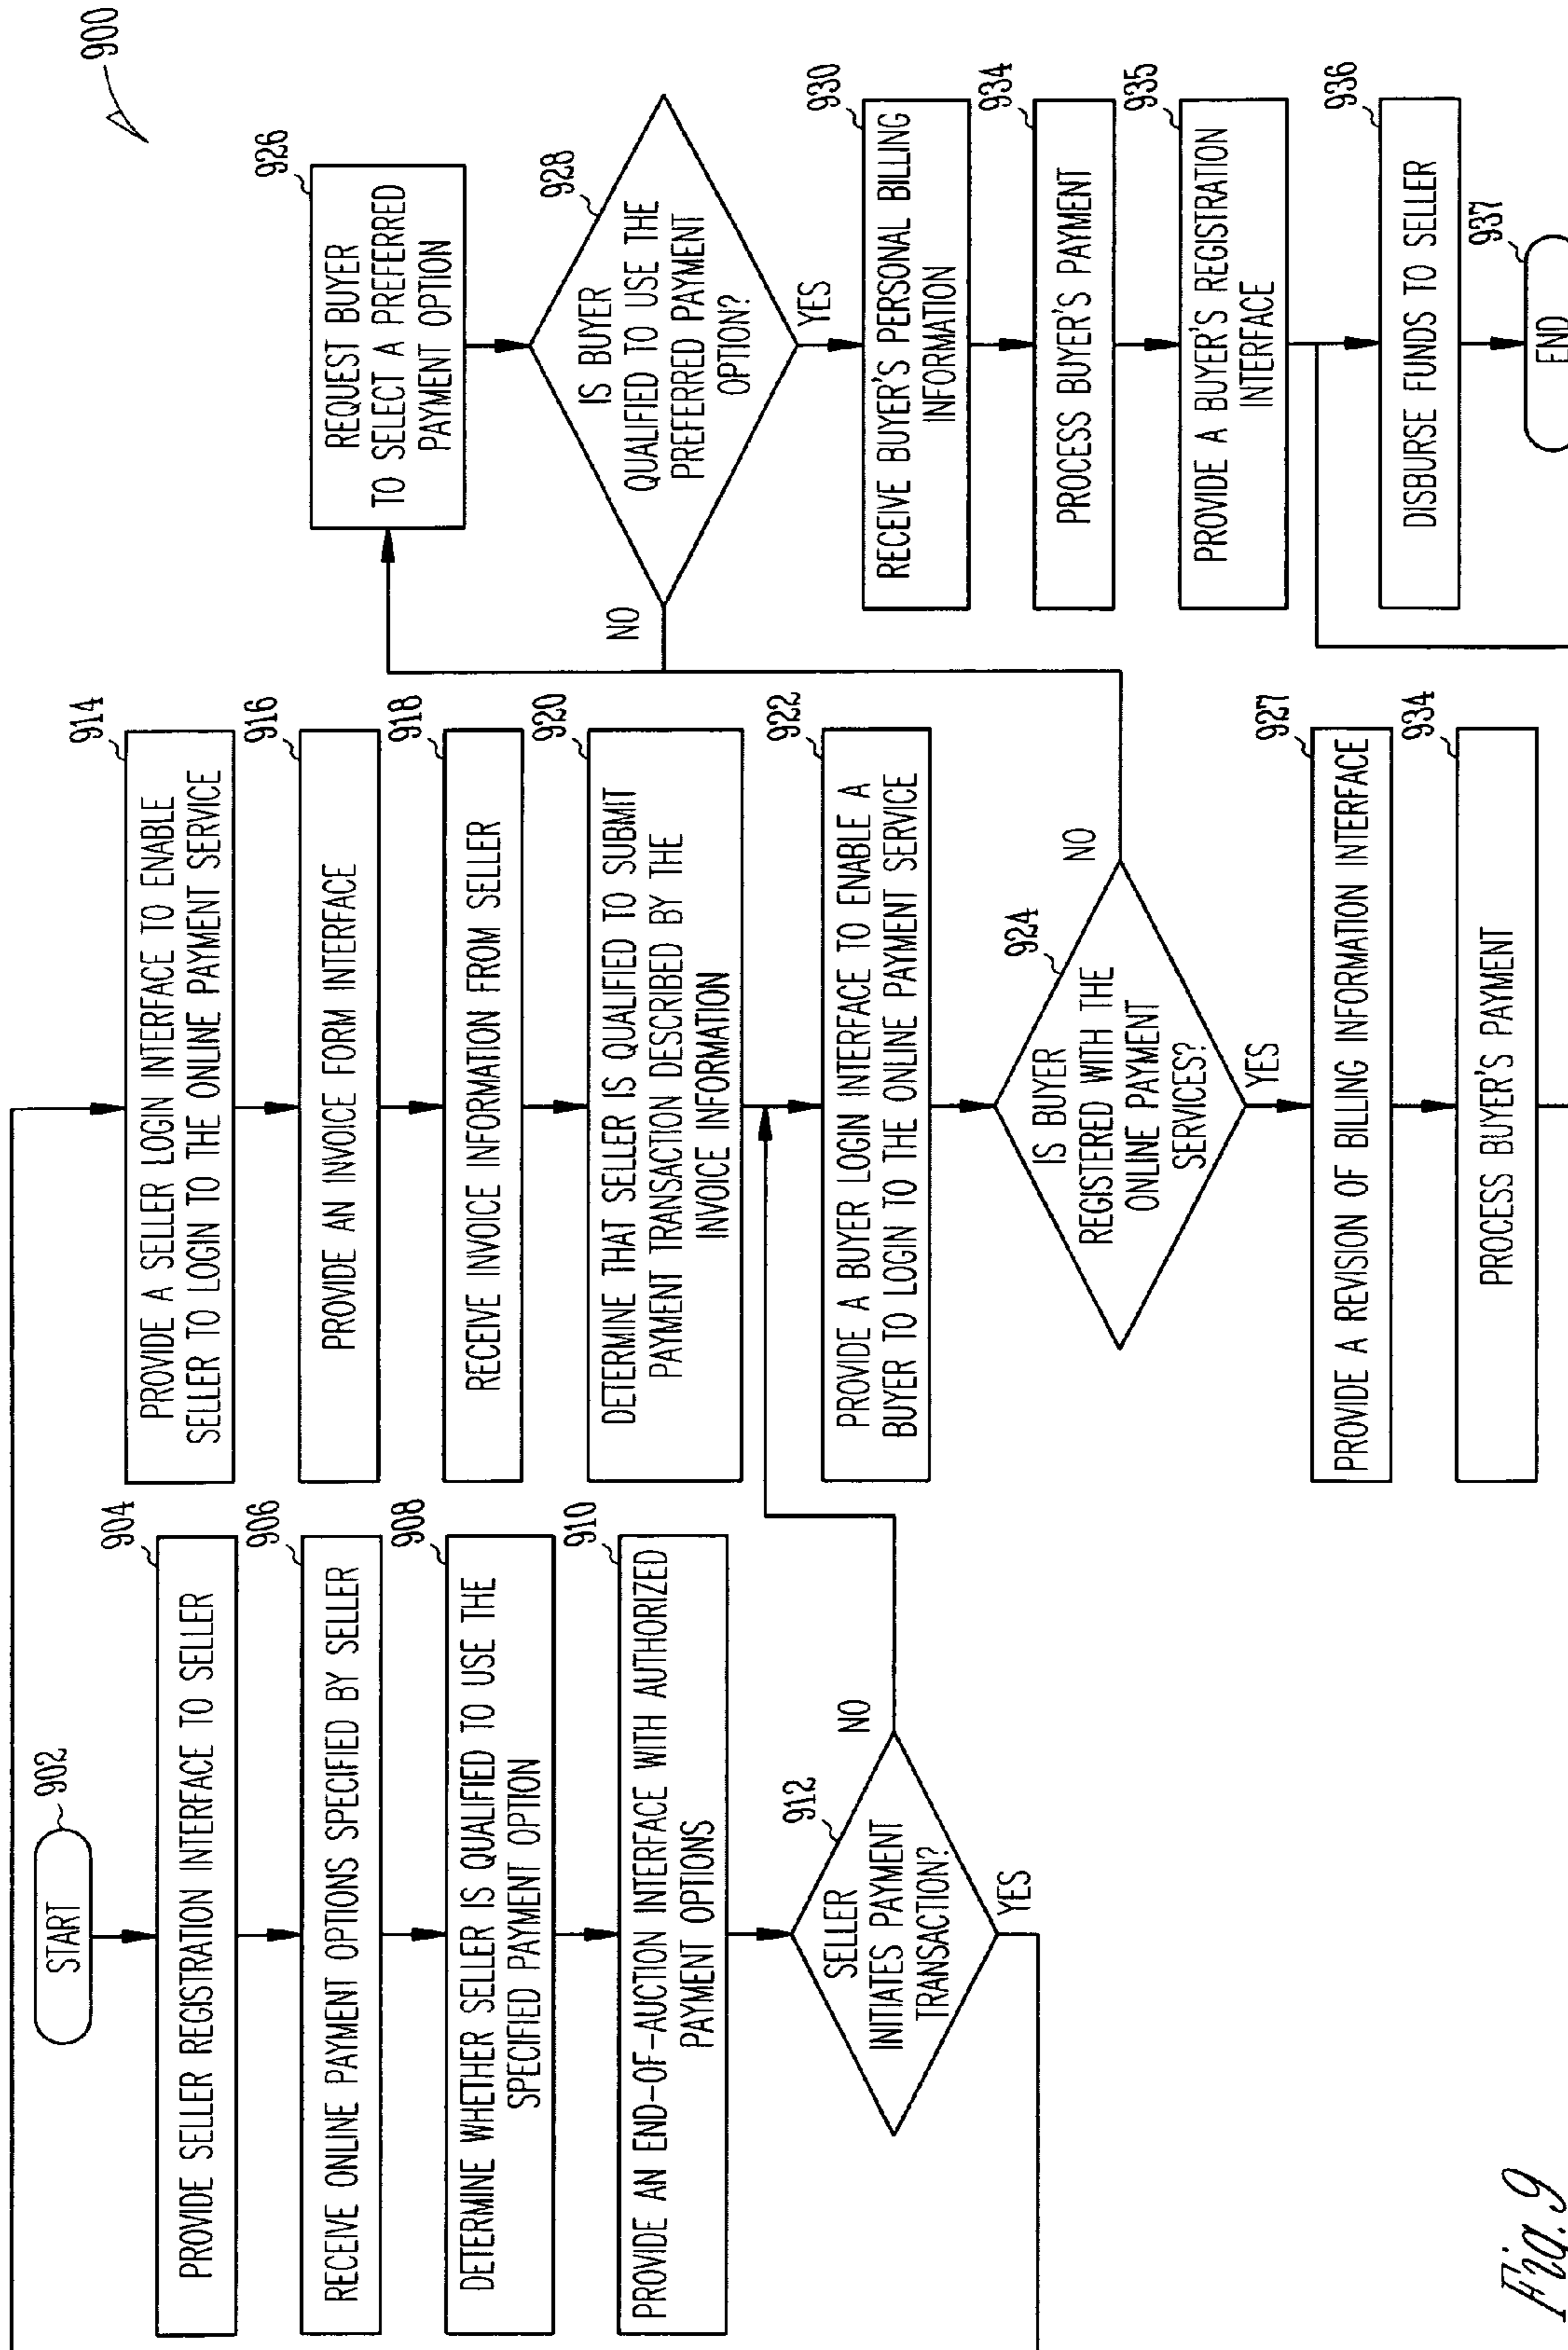 900
START
902
904
PROVIDE SELLER REGISTRATION INTERFACE TO SELLER
906
RECEIVE ONLINE PAYMENT OPTIONS SPECIFIED BY SELLER
908
DETERMINE WHETHER SELLER IS QUALIFIED TO USE THE
SPECIFIED PAYMENT OPTION
910
PROVIDE AN END-OF-AUCTION INTERFACE WITH AUTHORIZED
PAYMENT OPTIONS
912
SELLER
INITIATES PAYMENT
TRANSACTION?
NO
YES
914
PROVIDE A SELLER LOGIN INTERFACE TO ENABLE
SELLER TO LOGIN TO THE ONLINE PAYMENT SERVICE
916
PROVIDE AN INVOICE FORM INTERFACE
918
RECEIVE INVOICE INFORMATION FROM SELLER
920
DETERMINE THAT SELLER IS QUALIFIED TO SUBMIT
PAYMENT TRANSACTION DESCRIBED BY THE
INVOICE INFORMATION
922
PROVIDE A BUYER LOGIN INTERFACE TO ENABLE A
BUYER TO LOGIN TO THE ONLINE PAYMENT SERVICE
924
IS BUYER
REGISTERED WITH THE
ONLINE PAYMENT
SERVICES?
NO
YES
927
PROVIDE A REVISION OF BILLING INFORMATION INTERFACE
934
PROCESS BUYER'S PAYMENT
926
REQUEST BUYER
TO SELECT A PREFERRED
PAYMENT OPTION
928
IS BUYER
QUALIFIED TO USE THE
PREFERRED PAYMENT
OPTION?
NO
YES
930
RECEIVE BUYER'S PERSONAL BILLING
INFORMATION
934
PROCESS BUYER'S PAYMENT
935
PROVIDE A BUYER'S REGISTRATION
INTERFACE
936
DISBURSE FUNDS TO SELLER
937
END
Fig. 9